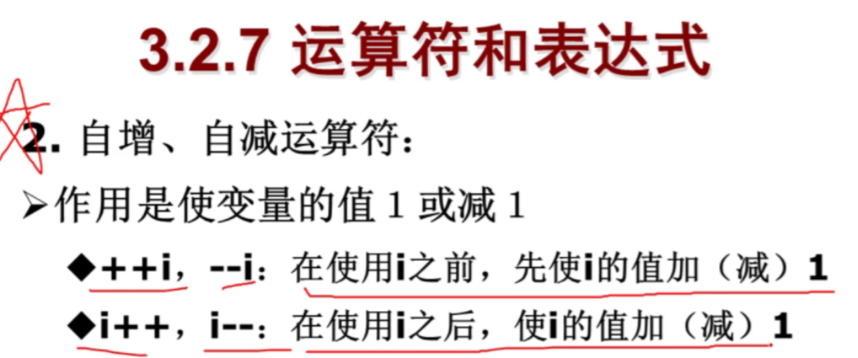 3.2.7 运算符和表达式
2. 自增、自减运算符：
➢作用是使变量的值1或减1
◆++i，--i：在使用i之前，先使i的值加（减）1
◆i++，i--：在使用i之后，使i的值加（减）1